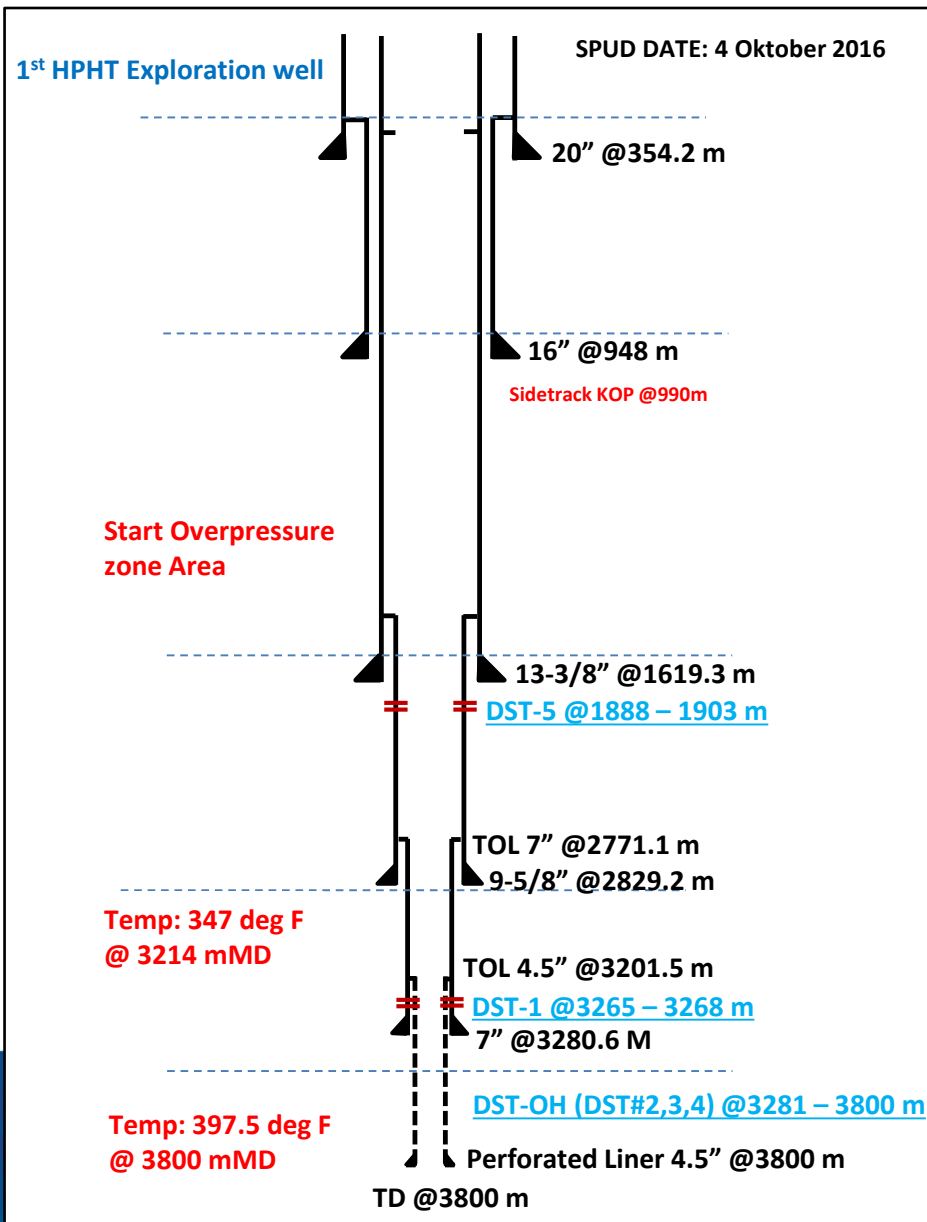 SPUD DATE: 4 Oktober 2016
1st HPHT Exploration well
20” @354.2 m
16” @948 m
Sidetrack KOP @990m
Start Overpressure
zone Area
13-3/8” @1619.3 m
DST-5 @1888 – 1903 m
TOL 7” @2771.1 m
9-5/8” @2829.2 m
Temp: 347 deg F
@ 3214 mMD
TOL 4.5” @3201.5 m
DST-1 @3265 – 3268 m
7” @3280.6 M
DST-OH (DST#2,3,4) @3281 – 3800 m
Temp: 397.5 deg F
@ 3800 mMD
Perforated Liner 4.5” @3800 m
TD @3800 m